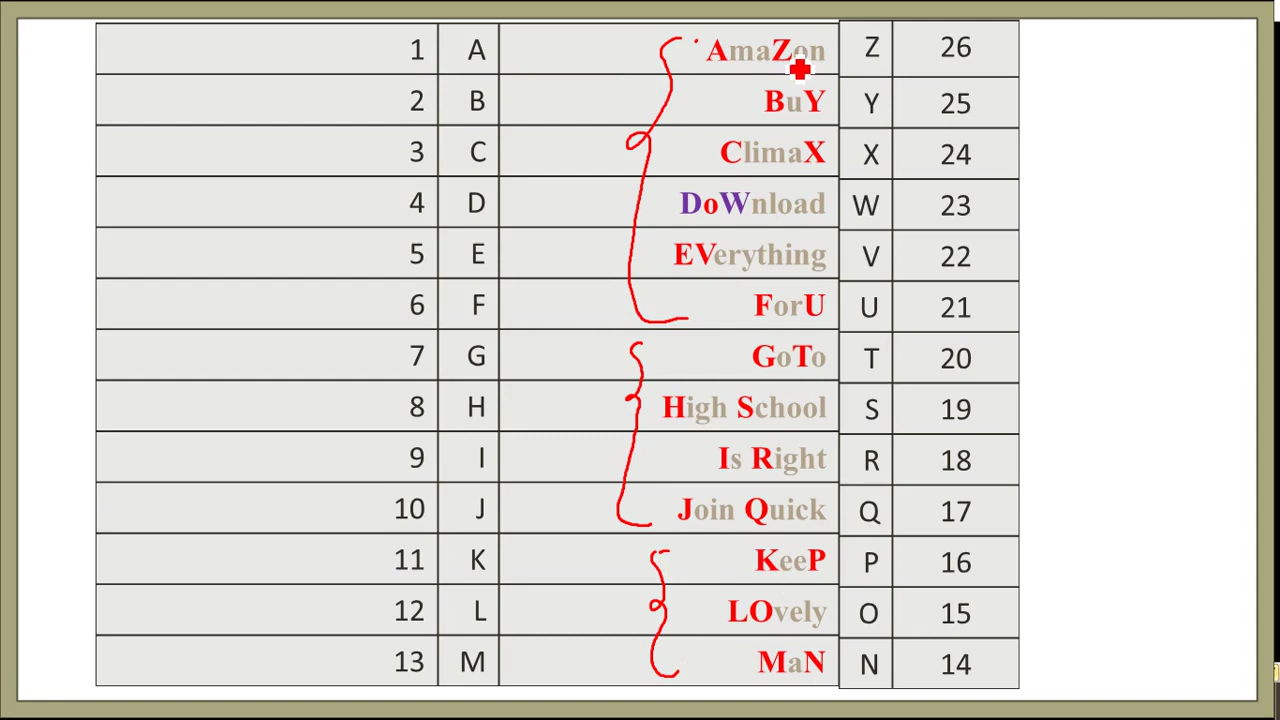 1 A AmaZon Z 26
2 B BuY Y 25
3 C ClimaX X 24
4 D DoWnload W 23
5 E EVerything V 22
6 F ForU U 21
7 G GoTo T 20
8 H High School S 19
9 I Is Right R 18
10 J Join Quick Q 17
11 K KeeP P 16
12 L LOvely O 15
13 M MaN N 14